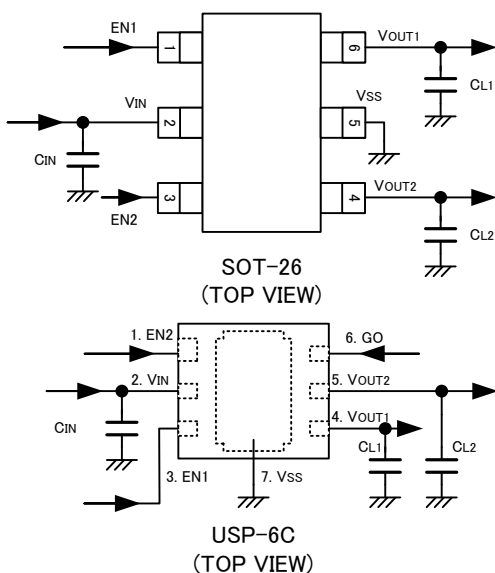 EN1
1
6
VOUT1
CL1
VIN
2
5
VSS
CIN
3
4
VOUT2
EN2
CL2
SOT-26
(TOP VIEW)
1. EN2
6. GO
2. VIN
5. VOUT2
4. VOUT1
CIN
CL1
CL2
3. EN1
7. VSS
USP-6C
(TOP VIEW)